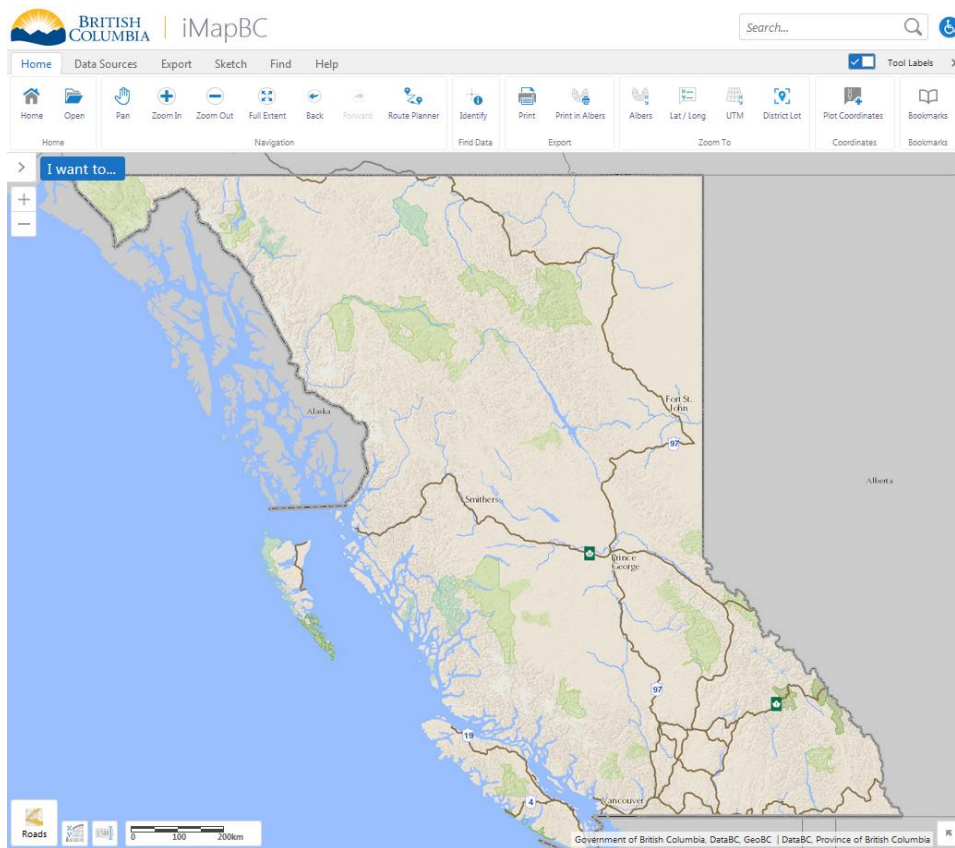 BRITISH
COLUMBIA
iMapBC
Search...
Home Data Sources Export Sketch Find Help
Tool Labels
Home Open Pan Zoom In Zoom Out Full Extent Back Forward Route Planner Identify Print Print in Albers Albers Lat / Long UTM District Lot Plot Coordinates Bookmarks
Home Navigation Find Data Export Zoom To Coordinates Bookmarks
I want to...
Fort St.
John
Alaska
97
Alberta
Smithers
Prince
George
97
1
19
4
Vancouver
Roads
0 100 200km
Government of British Columbia, DataBC, GeoBC | DataBC, Province of British Columbia